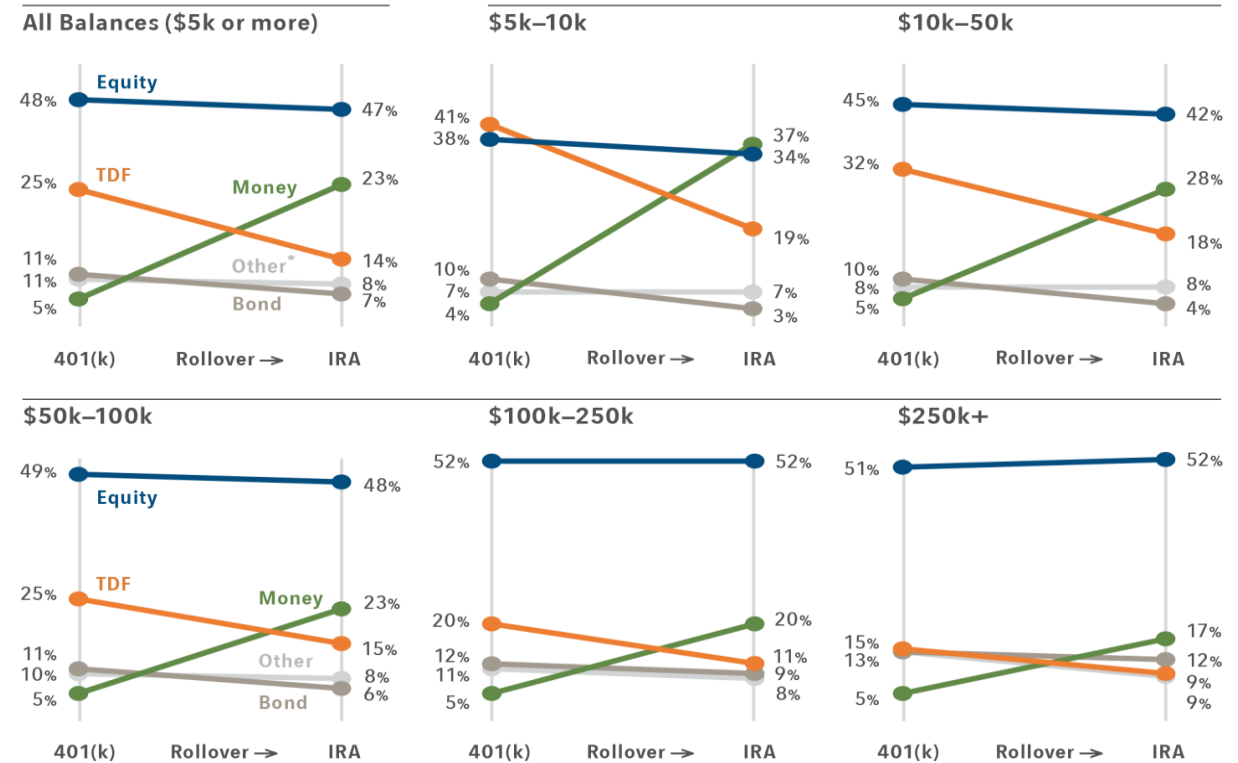 All Balances ($5k or more)
48%
Equity
47%
25%
TDF
Money
23%
11%
11%
5%
Other*
Bond
14%
8%
7%
401(k) Rollover → IRA
$5k–10k
41%
38%
37%
34%
19%
10%
7%
4%
7%
3%
401(k) Rollover → IRA
$10k–50k
45%
42%
32%
28%
18%
10%
8%
5%
8%
4%
401(k) Rollover → IRA
$50k–100k
49%
Equity
48%
25%
TDF
Money
23%
15%
11%
10%
5%
Other
Bond
8%
6%
401(k) Rollover → IRA
$100k–250k
52%
52%
20%
20%
12%
11%
5%
11%
9%
8%
401(k) Rollover → IRA
$250k+
51%
52%
15%
13%
5%
17%
12%
9%
9%
401(k) Rollover → IRA